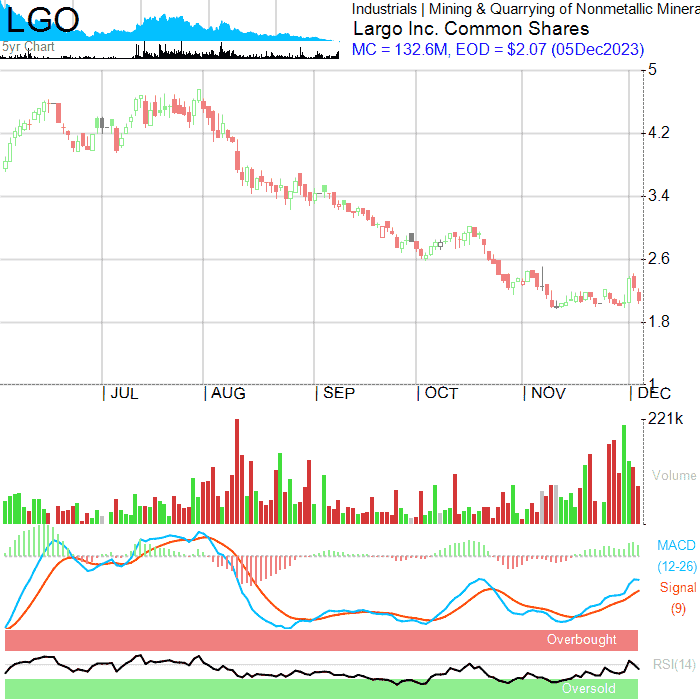 LGO
5yr Chart
Industrials | Mining & Quarrying of Nonmetallic Minera
Largo Inc. Common Shares
MC = 132.6M, EOD = $2.07 (05Dec2023)
5
4.2
3.4
2.6
1.8
1
| JUL | AUG | SEP | OCT | NOV | DEC
221k
Volume
MACD
(12-26)
Signal
(9)
Overbought
RSI(14)
Oversold